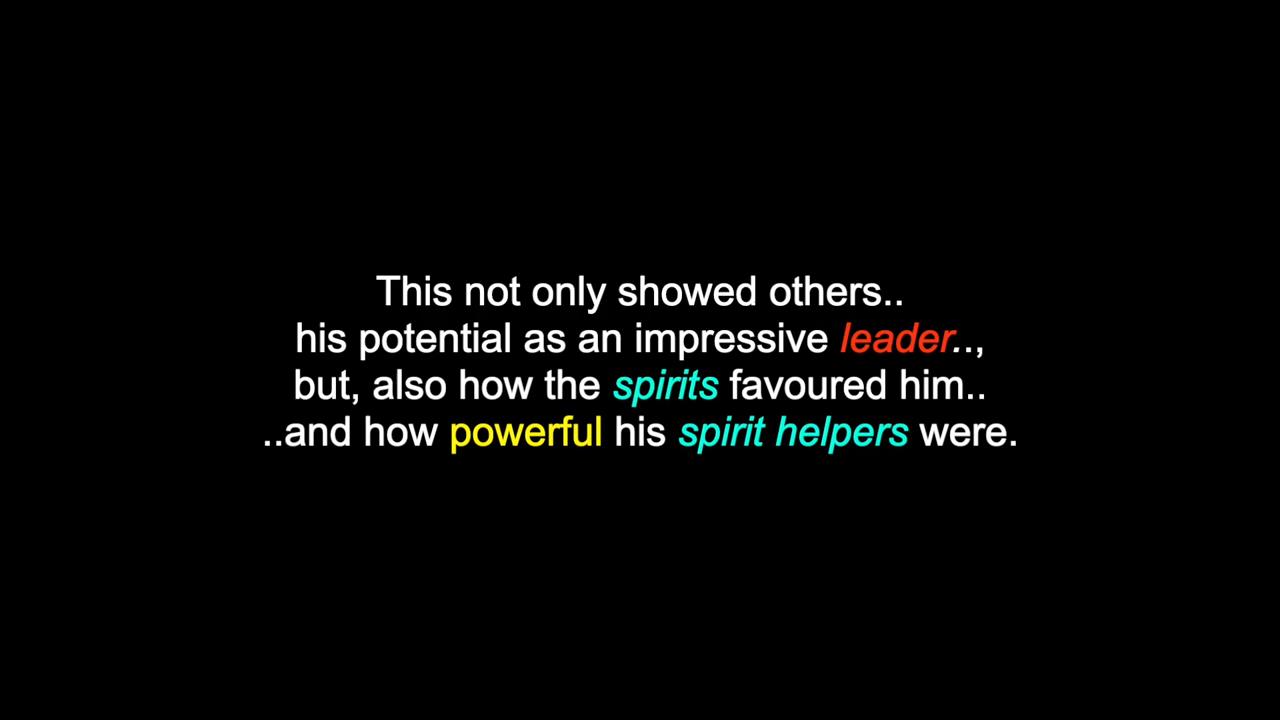 This not only showed others..
his potential as an impressive leader..,
but, also how the spirits favoured him..
..and how powerful his spirit helpers were.